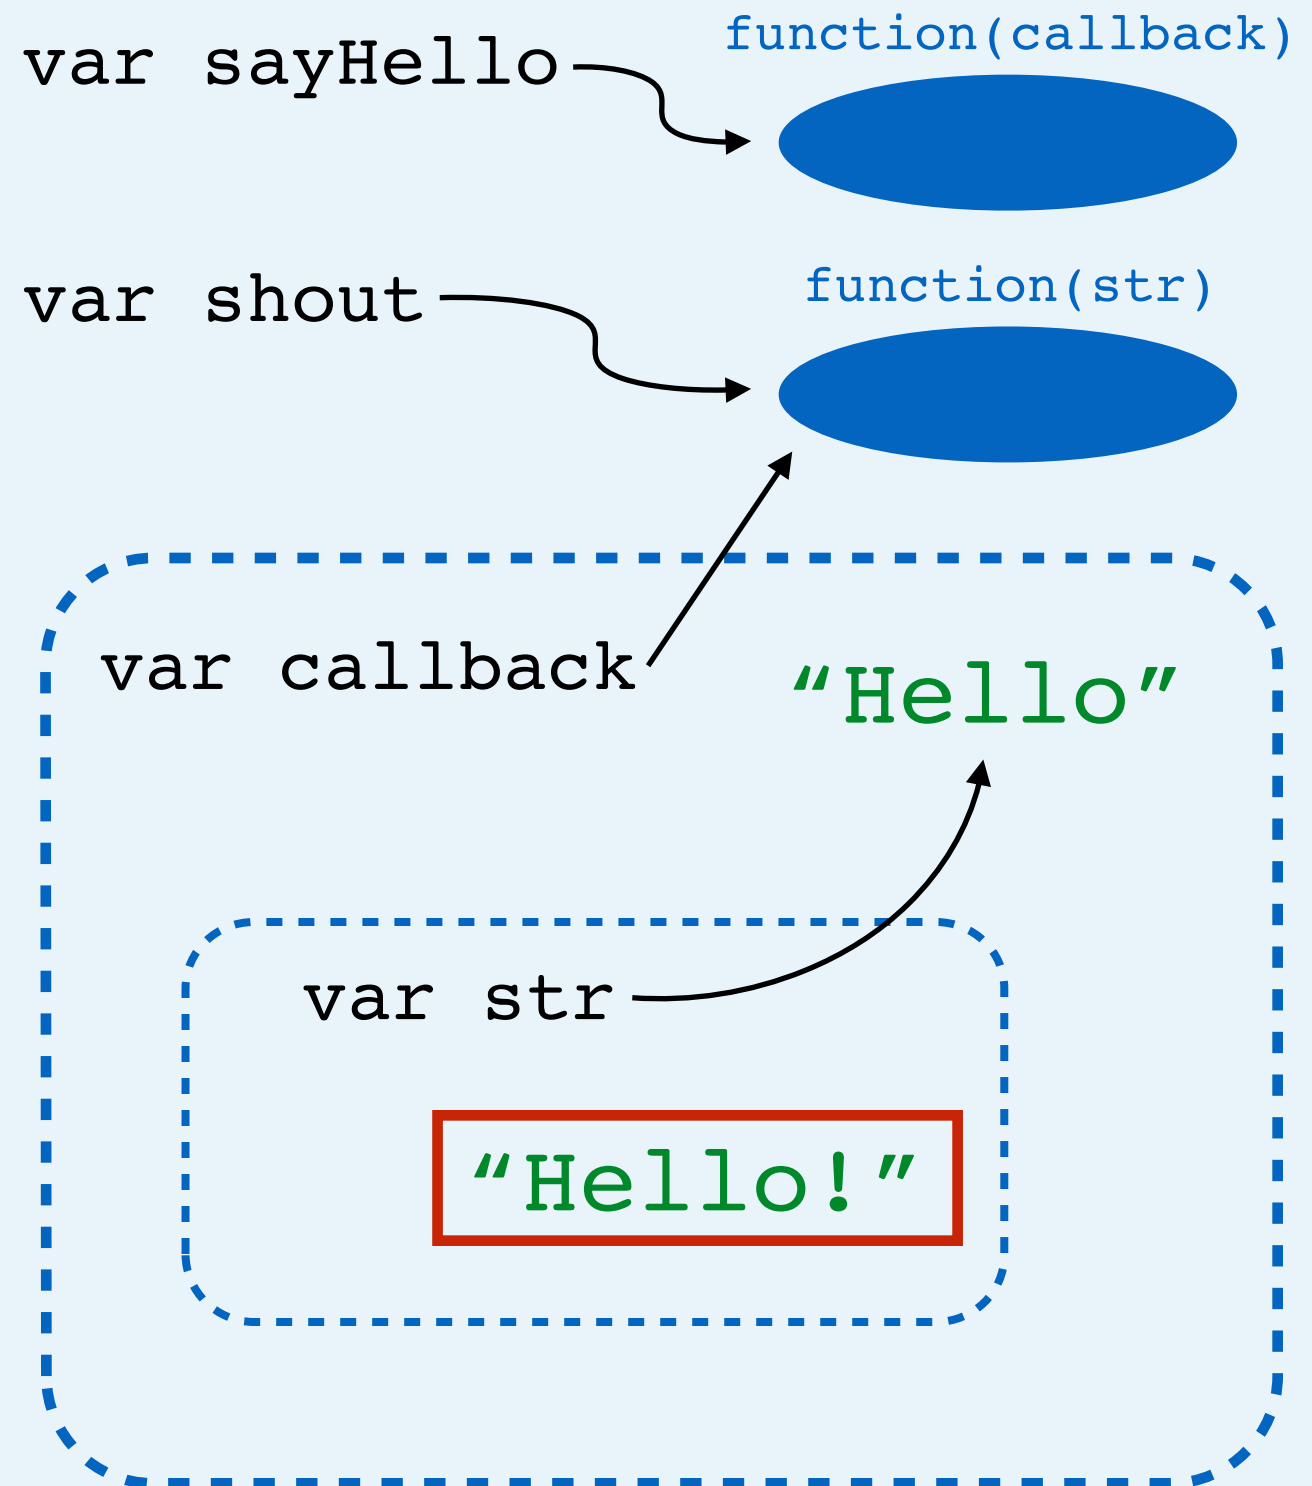 var sayHello
function(callback)
var shout
function(str)
var callback
“Hello”
var str
“Hello!”